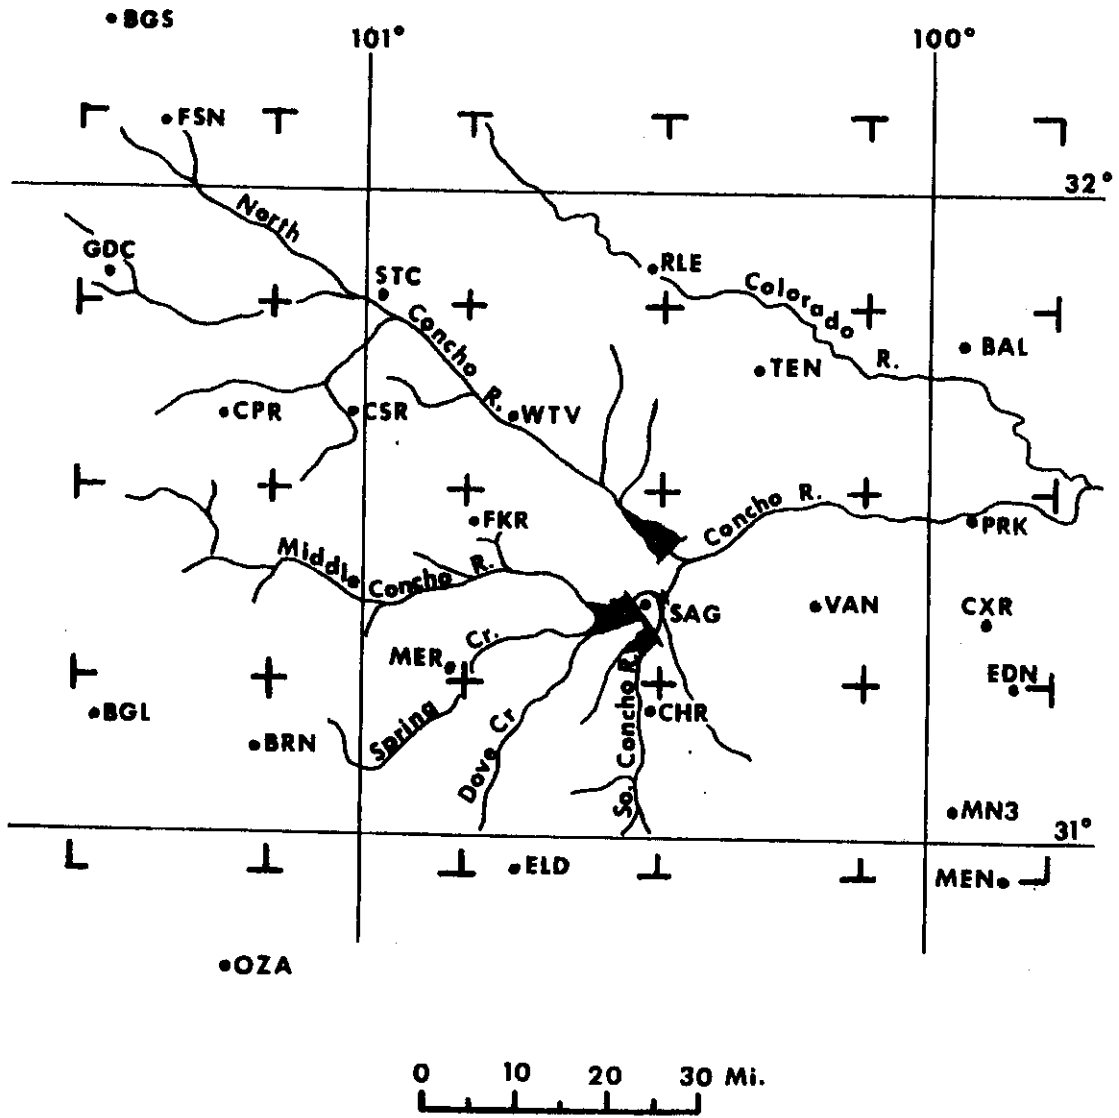 BGS
101°
100°
FSN
32°
North
GDC
STC
RLE
Colorado
R.
Concho
R.
BAL
TEN
CPR
CSR
WTV
Concho R.
FKR
PRK
Middle Concho R.
SAG
VAN
CXR
Cr.
MER
Spring
EDN
BGL
BRN
Dove Cr
So. Concho R.
CHR
MN3
31°
ELD
MEN
OZA
0 10 20 30 Mi.